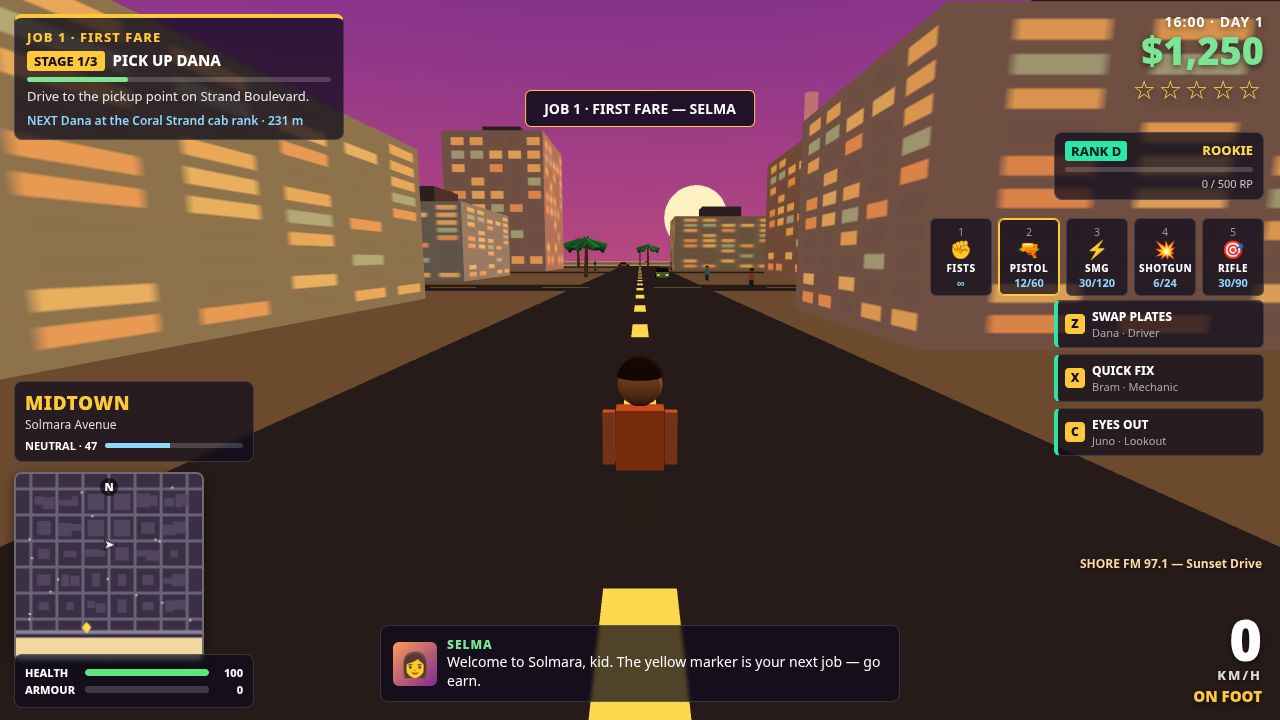 JOB 1 · FIRST FARE
STAGE 1/3 PICK UP DANA
Drive to the pickup point on Strand Boulevard.
NEXT Dana at the Coral Strand cab rank · 231 m
JOB 1 · FIRST FARE — SELMA
16:00 · DAY 1
$1,250
☆☆☆☆☆
RANK D ROOKIE
0 / 500 RP
1 2 3 4 5
FISTS PISTOL SMG SHOTGUN RIFLE
∞ 12/60 30/120 6/24 30/90
Z SWAP PLATES
Dana · Driver
X QUICK FIX
Bram · Mechanic
C EYES OUT
Juno · Lookout
MIDTOWN
Solmara Avenue
NEUTRAL · 47
N
HEALTH 100
ARMOUR 0
SELMA
Welcome to Solmara, kid. The yellow marker is your next job — go
earn.
SHORE FM 97.1 — Sunset Drive
0
KM/H
ON FOOT